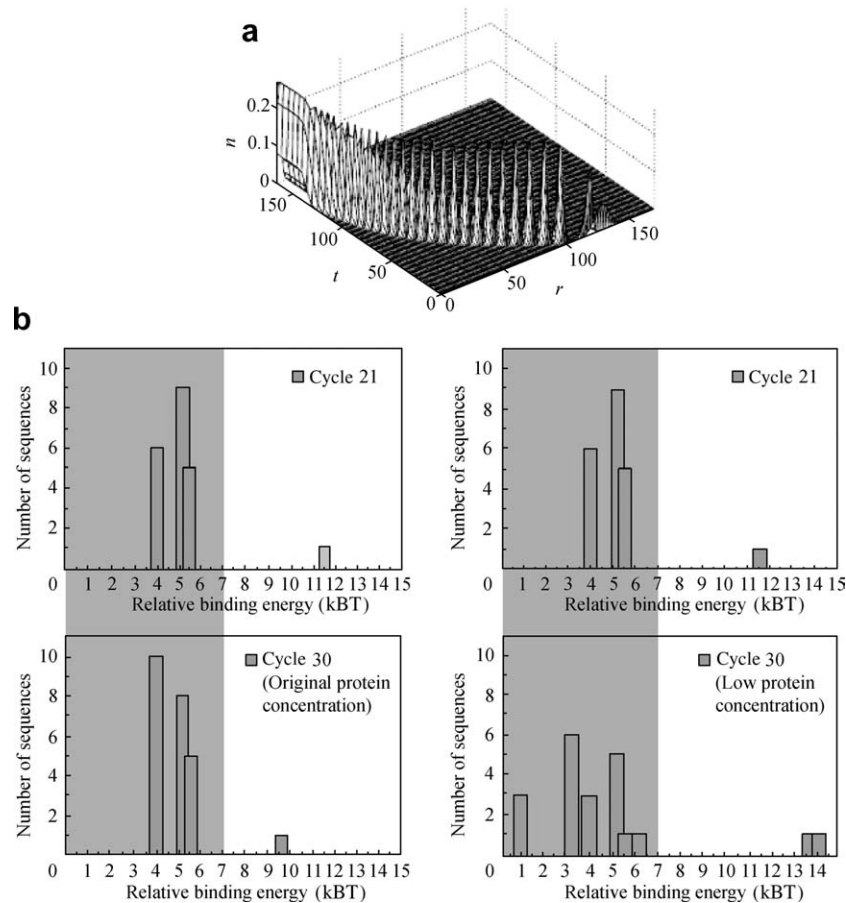 a
0.2
0.1
0
n
150
100
50
0
t
0
50
100
150
r
b
10
8
6
4
2
0
Number of sequences
Cycle 21
1 2 3 4 5 6 7 8 9 10 11 12 13 14 15
Relative binding energy (kBT)
10
8
6
4
2
0
Number of sequences
Cycle 21
1 2 3 4 5 6 7 8 9 10 11 12 13 14 15
Relative binding energy (kBT)
10
8
6
4
2
0
Number of sequences
Cycle 30
(Original protein
concentration)
1 2 3 4 5 6 7 8 9 10 11 12 13 14 15
Relative binding energy (kBT)
10
8
6
4
2
0
Number of sequences
Cycle 30
(Low protein
concentration)
1 2 3 4 5 6 7 8 9 10 11 12 13 14
Relative binding energy (kBT)